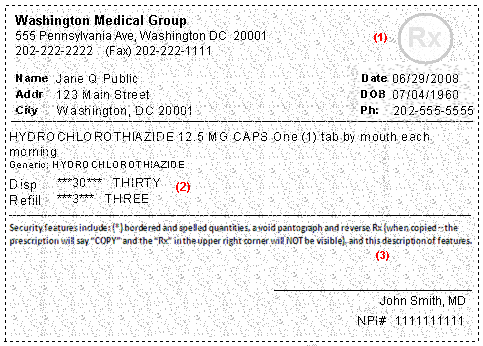 Washington Medical Group
555 Pennsylvania Ave, Washington DC 20001
202-222-2222 (Fax) 202-222-1111
(1)
Rx
Name Jane Q Public Date 06/29/2008
Addr 123 Main Street DOB 07/04/1960
City Washington, DC 20001 Ph: 202-555-5555
HYDROCHLOROTHIAZIDE 12.5 MG CAPS One (1) tab by mouth each
morning
Generic: HYDROCHLOROTHIAZIDE
Disp ***30*** THIRTY
(2)
Refill ***3*** THREE
Security features include: (*) bordered and spelled quantities, a void pantograph and reverse Rx (when copied – the
prescription will say "COPY" and the "Rx" in the upper right corner will NOT be visible), and this description of features.
(3)
John Smith, MD
NPI# 1111111111